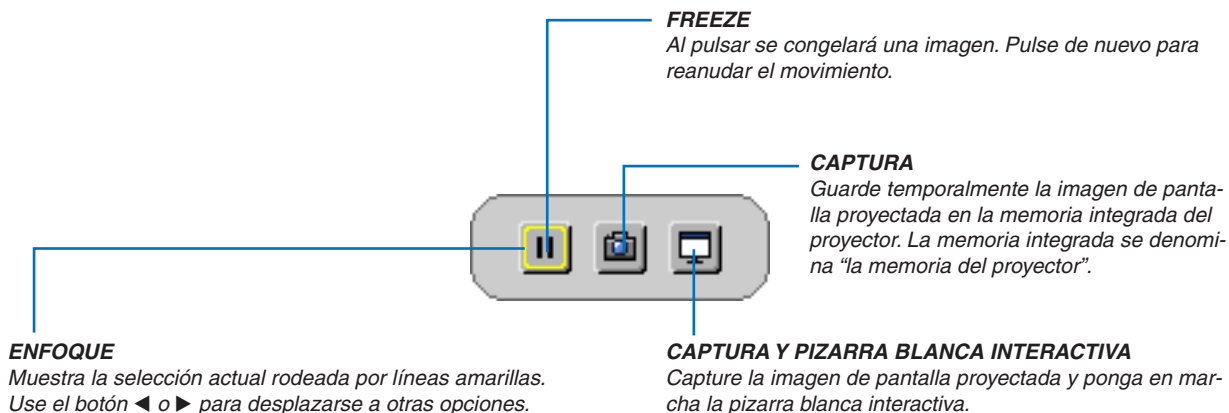 FREEZE
Al pulsar se congelará una imagen. Pulse de nuevo para
reanudar el movimiento.
CAPTURA
Guarde temporalmente la imagen de panta-
lla proyectada en la memoria integrada del
proyector. La memoria integrada se denomi-
na “la memoria del proyector”.
ENFOQUE
Muestra la selección actual rodeada por líneas amarillas.
Use el botón ◀ o ▶ para desplazarse a otras opciones.
CAPTURA Y PIZARRA BLANCA INTERACTIVA
Capture la imagen de pantalla proyectada y ponga en mar-
cha la pizarra blanca interactiva.